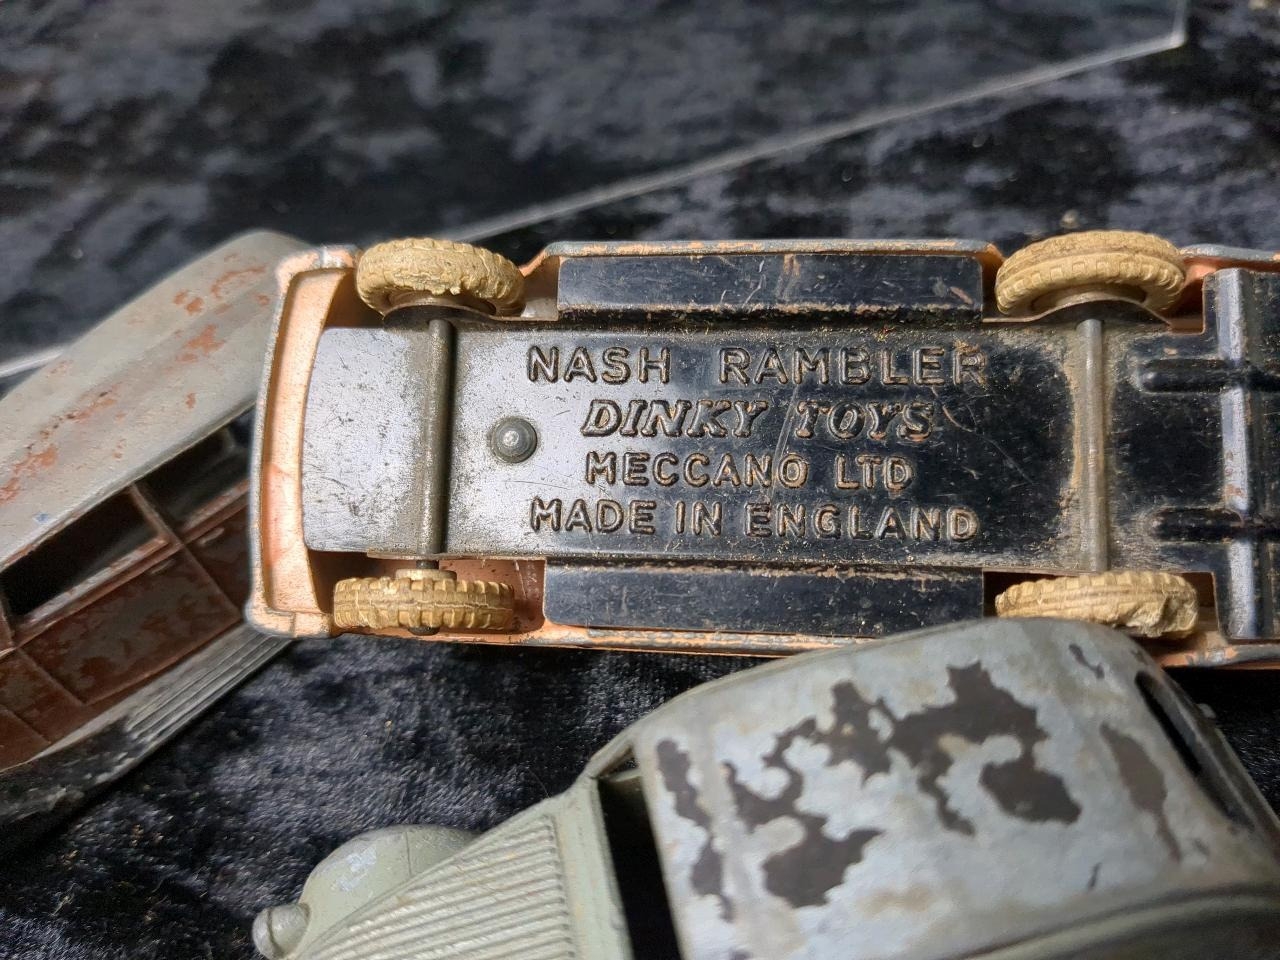 NASH RAMBLER
DINKY TOYS
MECCANO LTD
MADE IN ENGLAND